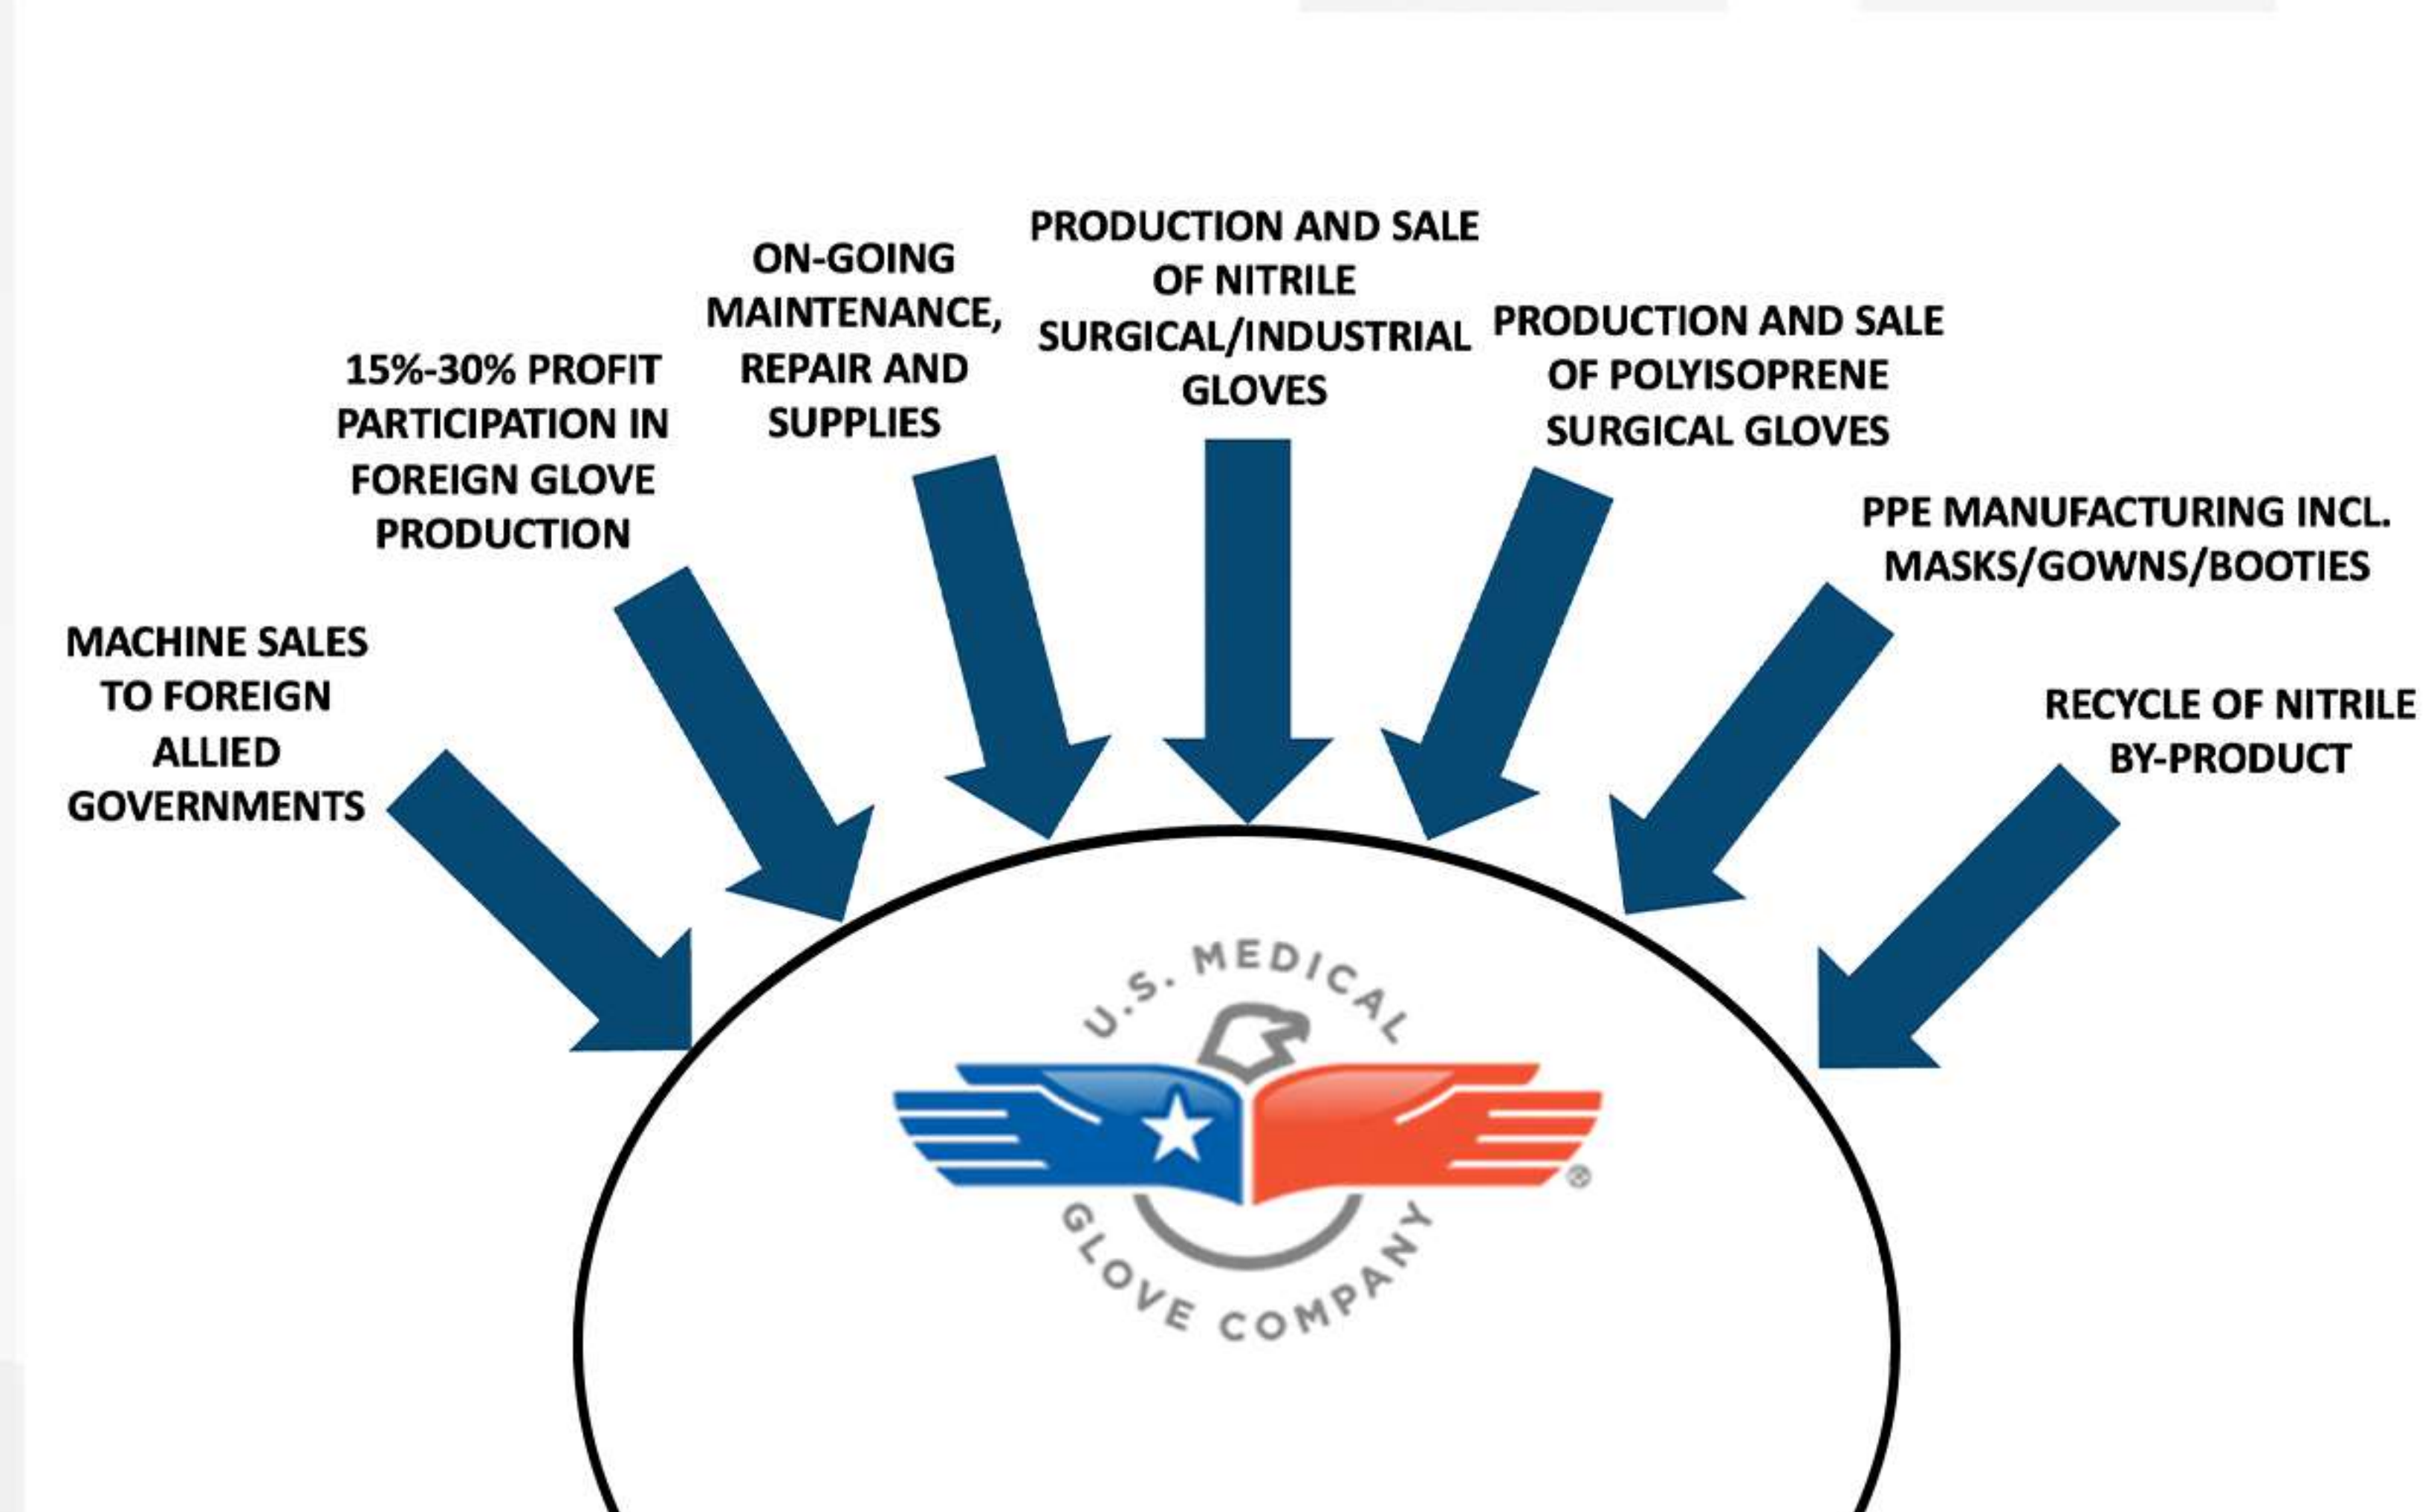 MACHINE SALES
TO FOREIGN
ALLIED
GOVERNMENTS
15%-30% PROFIT
PARTICIPATION IN
FOREIGN GLOVE
PRODUCTION
ON-GOING
MAINTENANCE,
REPAIR AND
SUPPLIES
PRODUCTION AND SALE
OF NITRILE
SURGICAL/INDUSTRIAL
GLOVES
PRODUCTION AND SALE
OF POLYISOPRENE
SURGICAL GLOVES
PPE MANUFACTURING INCL.
MASKS/GOWNS/BOOTIES
RECYCLE OF NITRILE
BY-PRODUCT
U.S. MEDICAL
®
GLOVE COMPANY